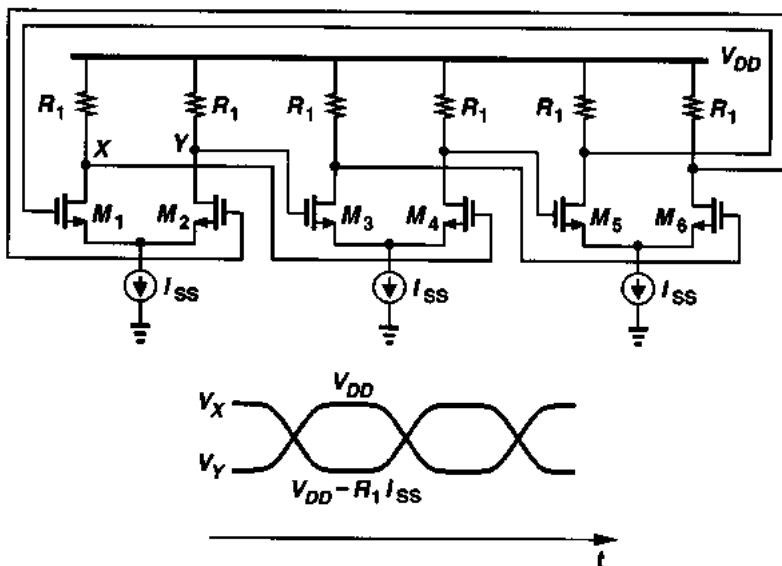 V_DD
R_1 R_1 R_1 R_1 R_1 R_1
X Y
M_1 M_2 M_3 M_4 M_5 M_6
I_SS I_SS I_SS
V_X V_DD
V_Y V_DD – R_1 I_SS
t